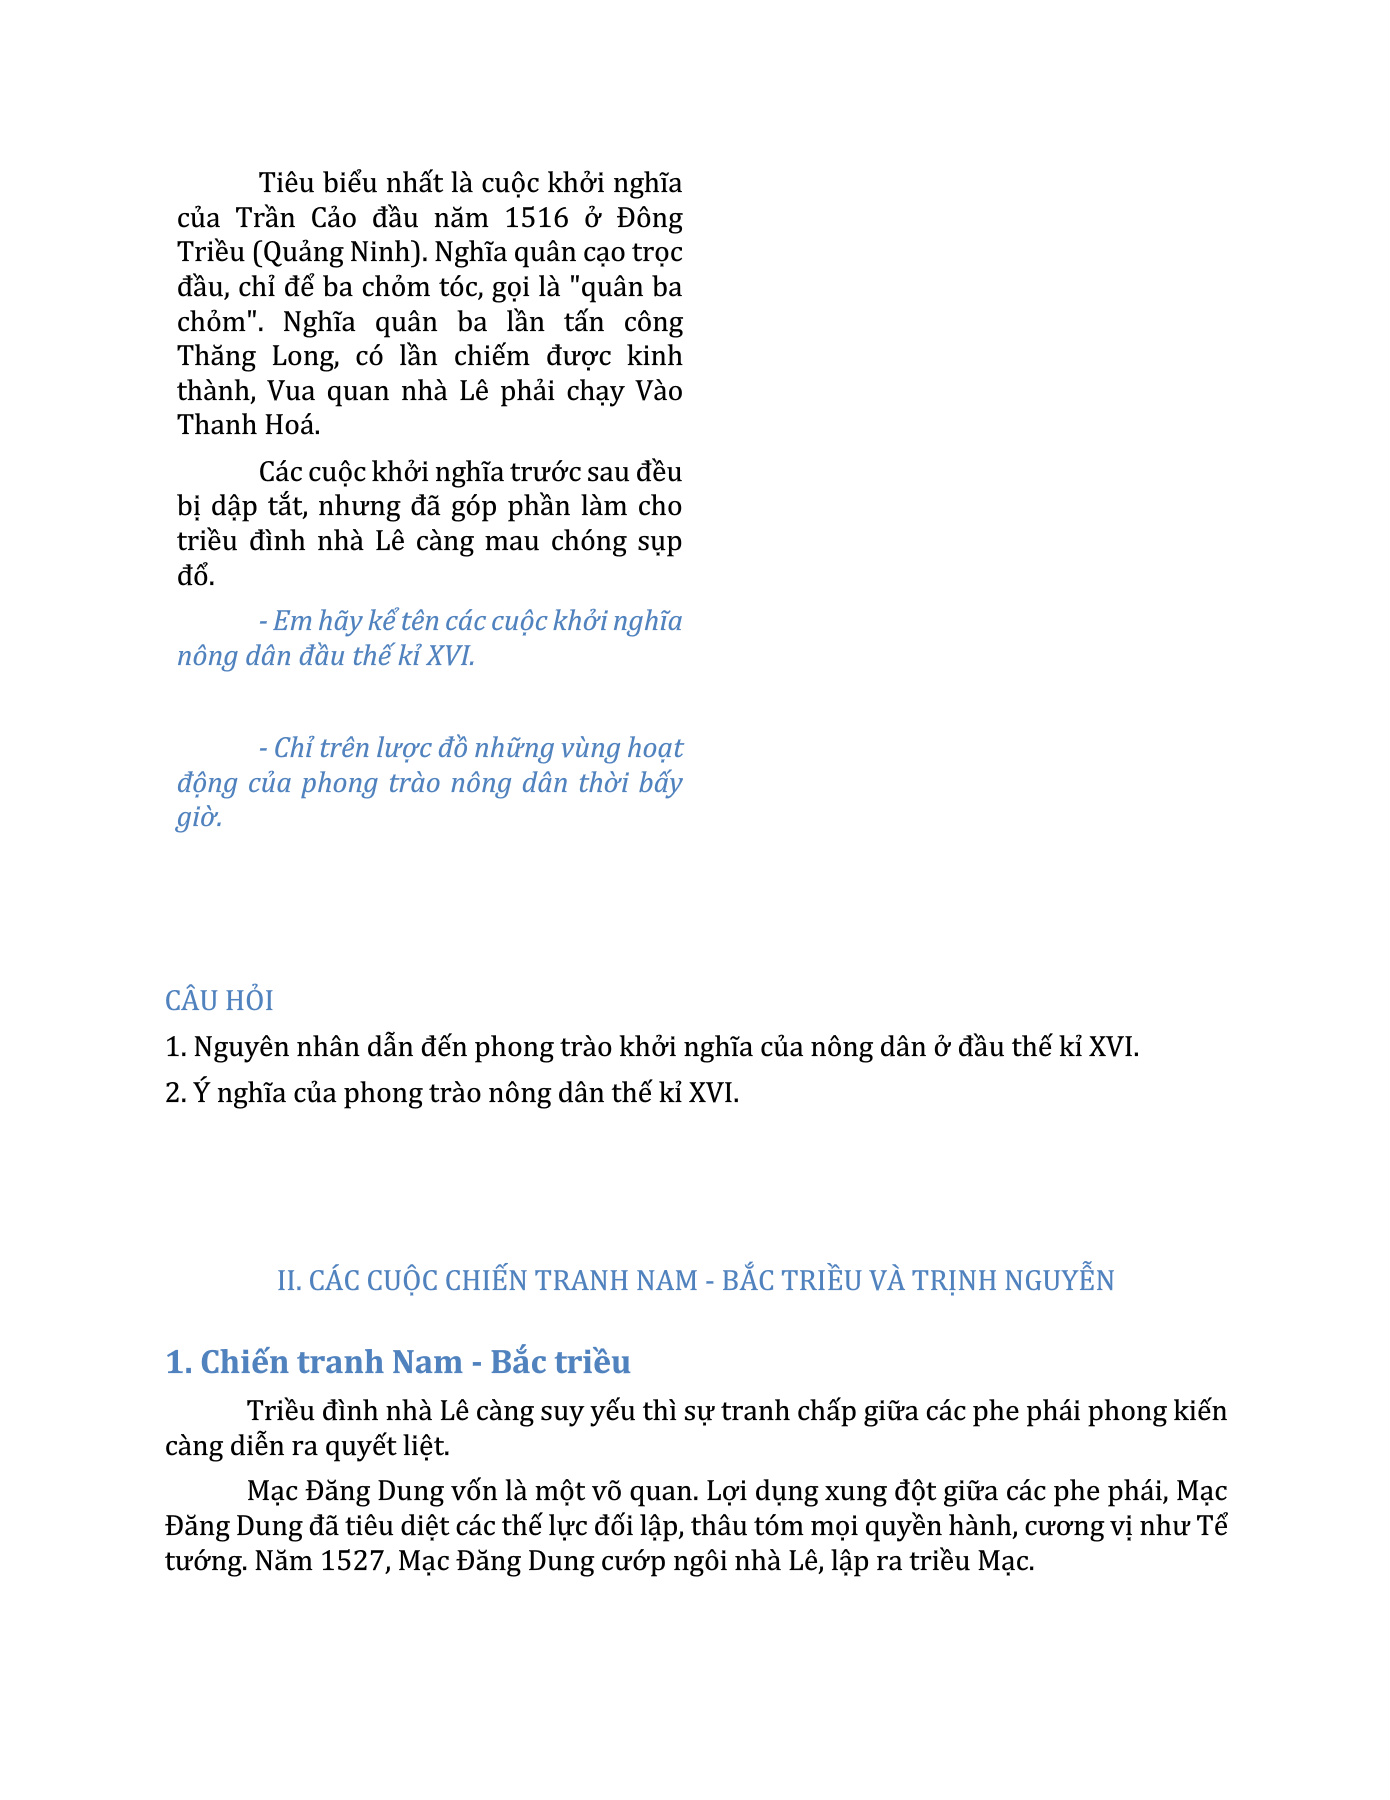 Tiêu biểu nhất là cuộc khởi nghĩa
của Trần Cảo đầu năm 1516 ở Đông
Triều (Quảng Ninh). Nghĩa quân cạo trọc
đầu, chỉ để ba chỏm tóc, gọi là "quân ba
chỏm". Nghĩa quân ba lần tấn công
Thăng Long, có lần chiếm được kinh
thành, Vua quan nhà Lê phải chạy Vào
Thanh Hoá.
Các cuộc khởi nghĩa trước sau đều
bị dập tắt, nhưng đã góp phần làm cho
triều đình nhà Lê càng mau chóng sụp
đổ.
- Em hãy kể tên các cuộc khởi nghĩa
nông dân đầu thế kỉ XVI.
- Chỉ trên lược đồ những vùng hoạt
động của phong trào nông dân thời bấy
giờ.
CÂU HỎI
1. Nguyên nhân dẫn đến phong trào khởi nghĩa của nông dân ở đầu thế kỉ XVI.
2. Ý nghĩa của phong trào nông dân thế kỉ XVI.
II. CÁC CUỘC CHIẾN TRANH NAM - BẮC TRIỀU VÀ TRỊNH NGUYỄN
1. Chiến tranh Nam - Bắc triều
Triều đình nhà Lê càng suy yếu thì sự tranh chấp giữa các phe phái phong kiến
càng diễn ra quyết liệt.
Mạc Đăng Dung vốn là một võ quan. Lợi dụng xung đột giữa các phe phái, Mạc
Đăng Dung đã tiêu diệt các thế lực đối lập, thâu tóm mọi quyền hành, cương vị như Tể
tướng. Năm 1527, Mạc Đăng Dung cướp ngôi nhà Lê, lập ra triều Mạc.